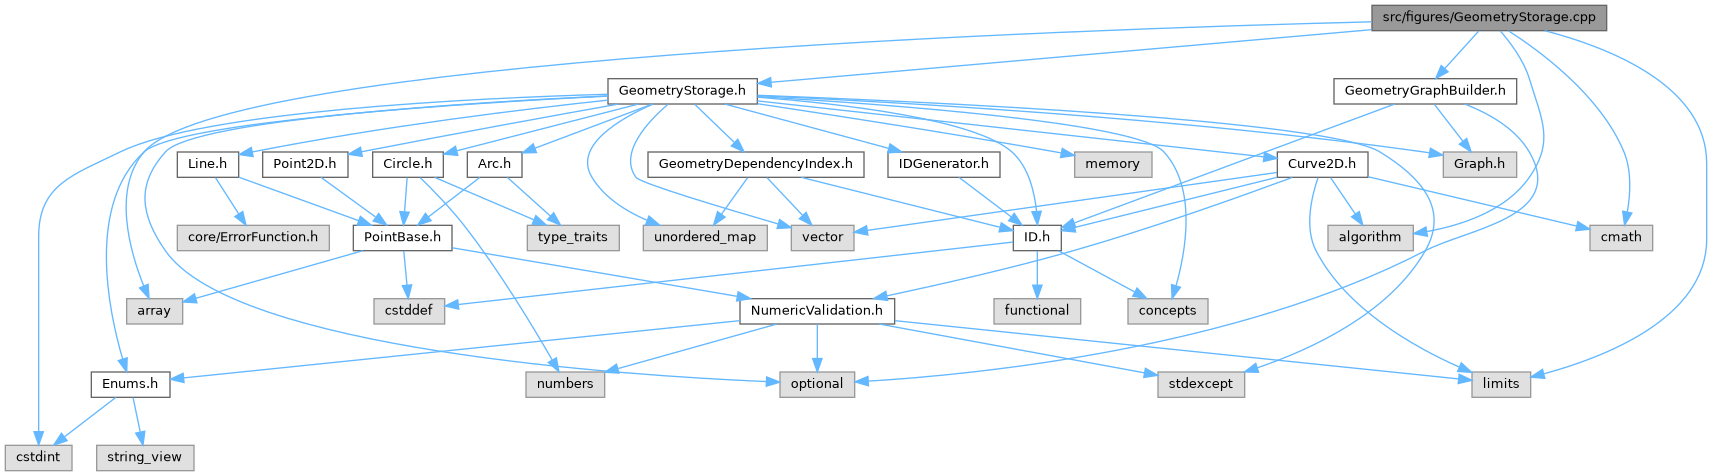 src/figures/GeometryStorage.cpp
GeometryStorage.h
GeometryGraphBuilder.h
Line.h
Point2D.h
Circle.h
Arc.h
GeometryDependencyIndex.h
IDGenerator.h
memory
Curve2D.h
Graph.h
core/ErrorFunction.h
PointBase.h
type_traits
unordered_map
vector
ID.h
algorithm
cmath
array
cstddef
NumericValidation.h
functional
concepts
Enums.h
numbers
optional
stdexcept
limits
cstdint
string_view